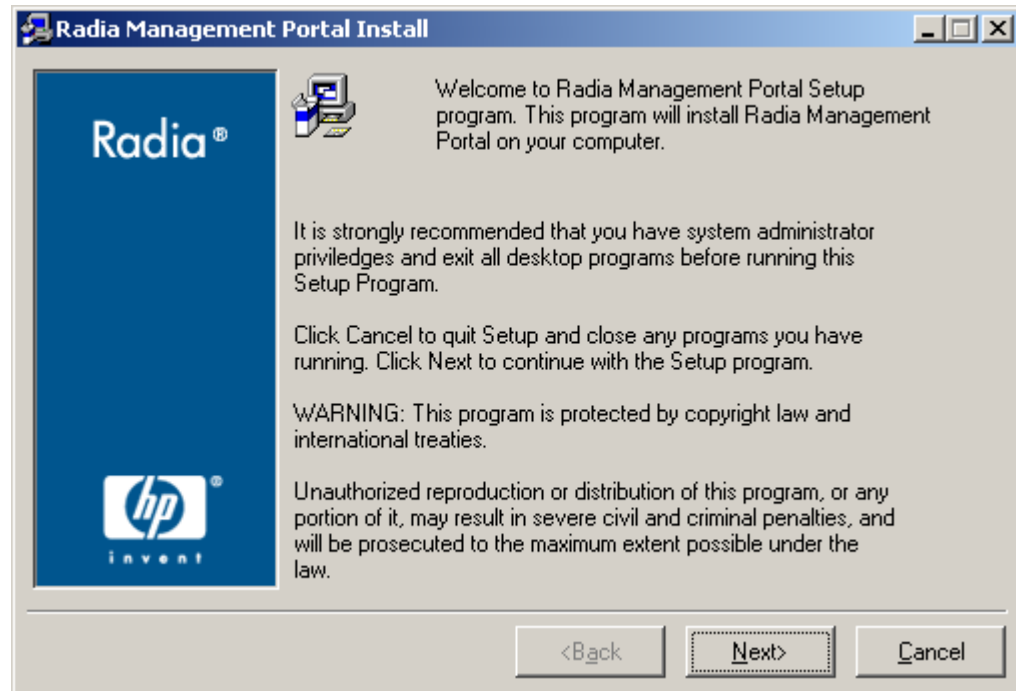 Radia Management Portal Install
Radia®
Welcome to Radia Management Portal Setup
program. This program will install Radia Management
Portal on your computer.
It is strongly recommended that you have system administrator
priviledges and exit all desktop programs before running this
Setup Program.
Click Cancel to quit Setup and close any programs you have
running. Click Next to continue with the Setup program.
WARNING: This program is protected by copyright law and
international treaties.
Unauthorized reproduction or distribution of this program, or any
portion of it, may result in severe civil and criminal penalties, and
will be prosecuted to the maximum extent possible under the
law.
hp®
invent
<Back
Next>
Cancel